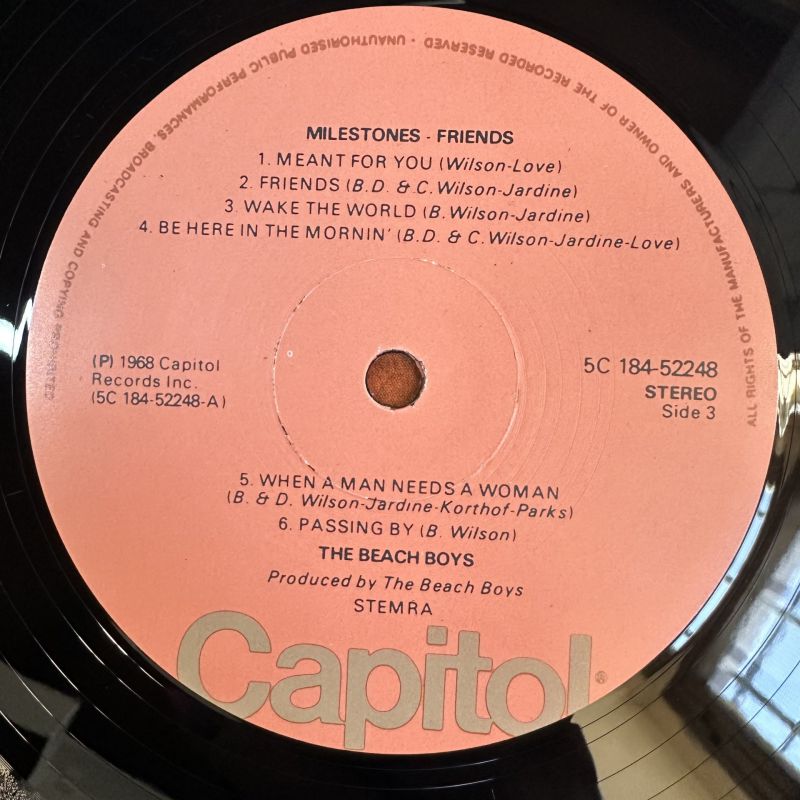 MILESTONES - FRIENDS
1. MEANT FOR YOU (Wilson-Love)
2. FRIENDS (B.D. & C.Wilson-Jardine)
3. WAKE THE WORLD (B.Wilson-Jardine)
4. BE HERE IN THE MORNIN' (B.D. & C.Wilson-Jardine-Love)
(P) 1968 Capitol
Records Inc.
(5C 184-52248-A)
5C 184-52248
STEREO
Side 3
5. WHEN A MAN NEEDS A WOMAN
(B. & D. Wilson-Jardine-Korthof-Parks)
6. PASSING BY (B. Wilson)
THE BEACH BOYS
Produced by The Beach Boys
STEMRA
Capitol®
ALL RIGHTS OF THE MANUFACTURERS AND OWNER OF THE RECORDED RESERVED - UNAUTHORISED PUBLIC PERFORMANCES, BROADCASTING AND COPYING PROHIBITED